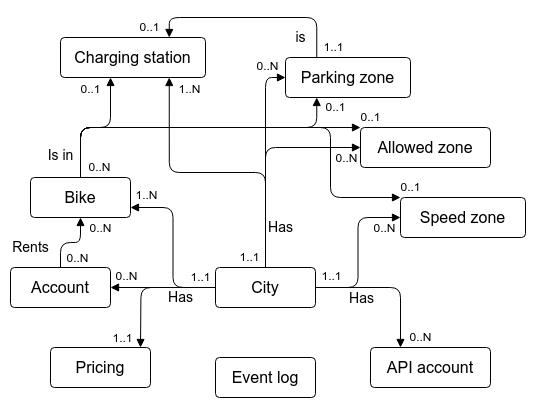 0..1
is
Charging station
0..N
1..1
Parking zone
0..1
1..N
0..1
0..1
Allowed zone
Is in
0..N
0..N
Bike
1..N
0..1
Speed zone
0..N
0..N
Has
Rents
0..N
1..1
Account
0..N
1..1
City
1..1
Has
Has
1..1
0..N
Pricing
Event log
API account